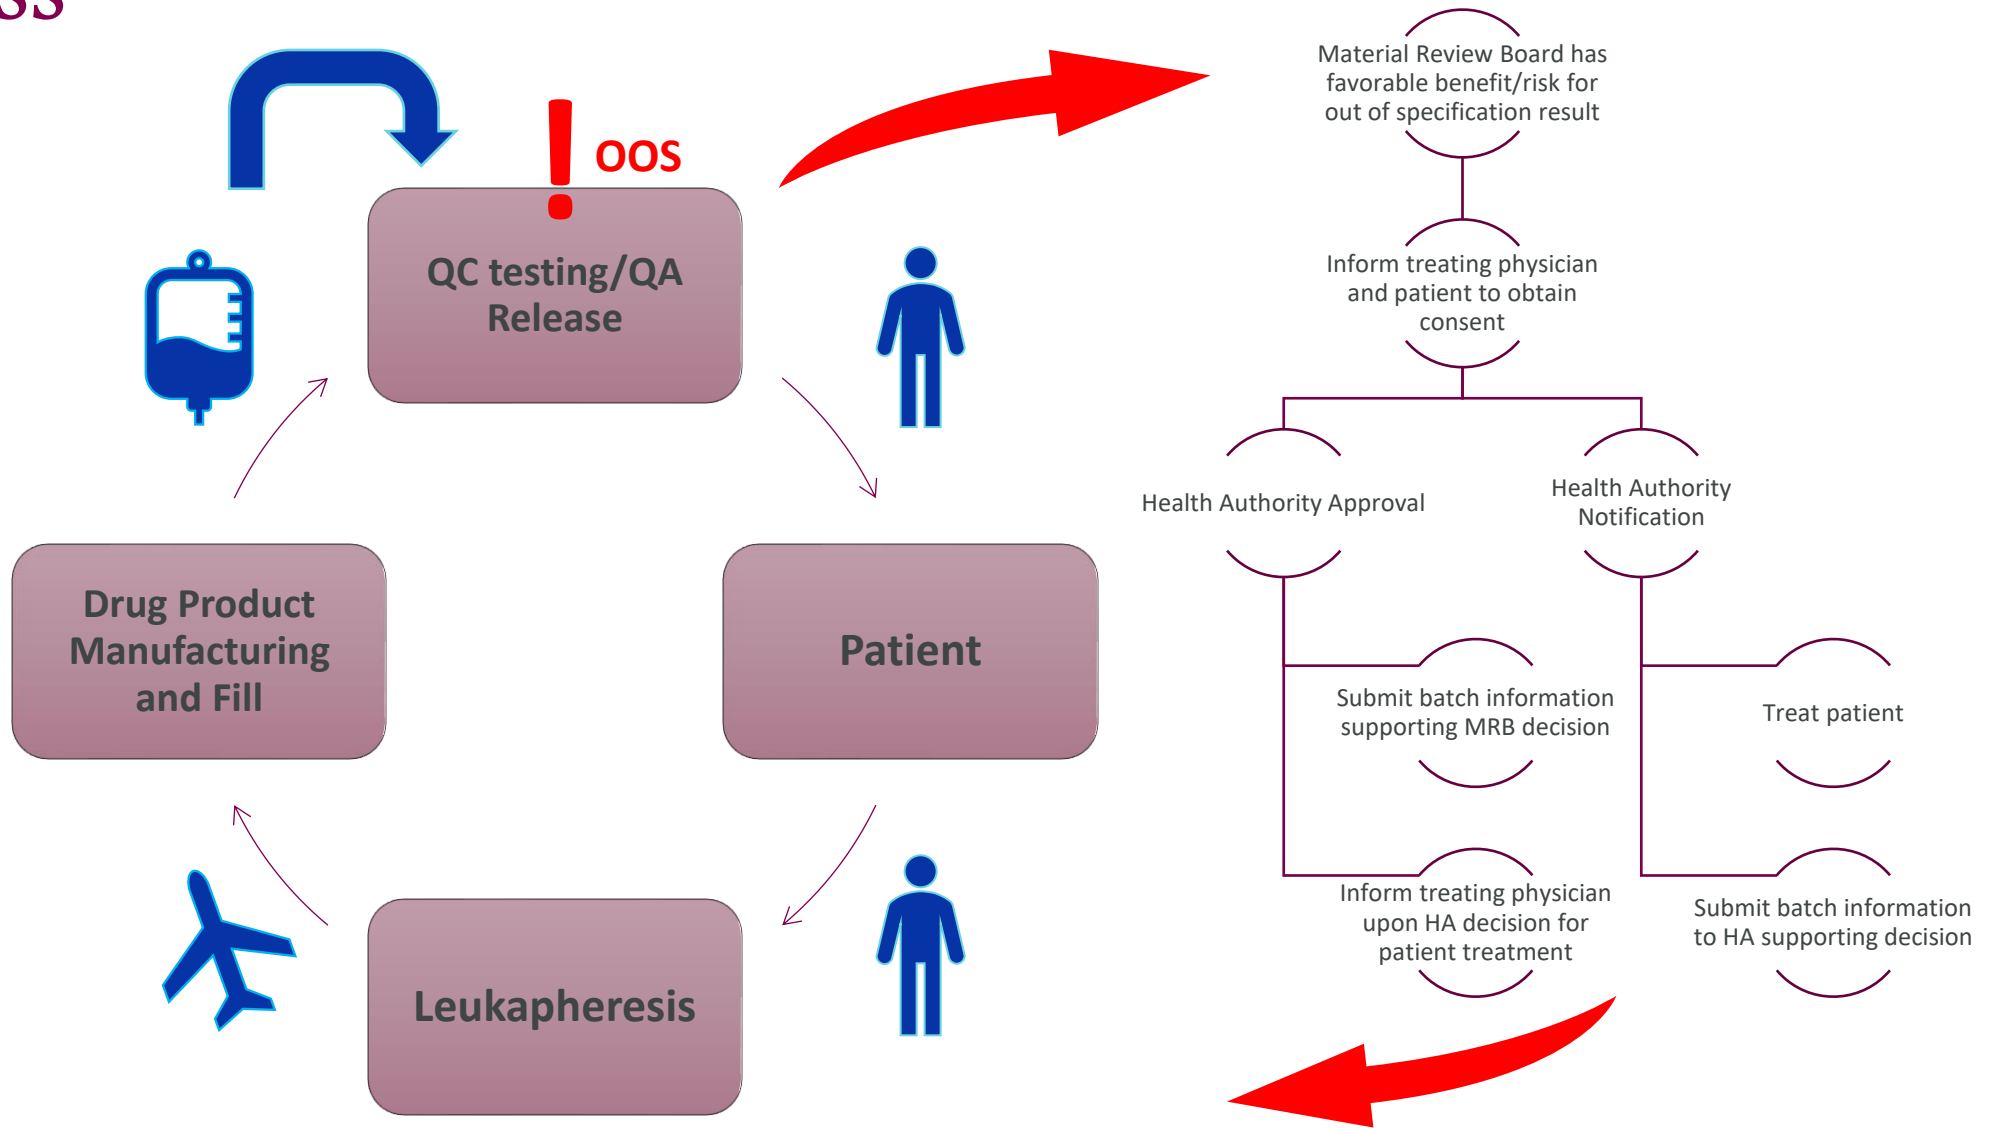 OOS
QC testing/QA
Release
Drug Product
Manufacturing
and Fill
Patient
Leukapheresis
Material Review Board has
favorable benefit/risk for
out of specification result
Inform treating physician
and patient to obtain
consent
Health Authority Approval
Health Authority
Notification
Submit batch information
supporting MRB decision
Treat patient
Inform treating physician
upon HA decision for
patient treatment
Submit batch information
to HA supporting decision